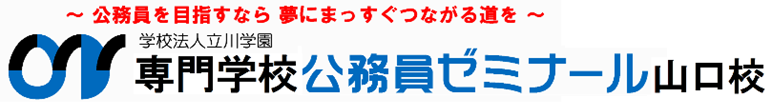 ～ 公務員を目指すなら 夢にまっすぐつながる道を ～
学校法人立川学園
専門学校公務員ゼミナール山口校